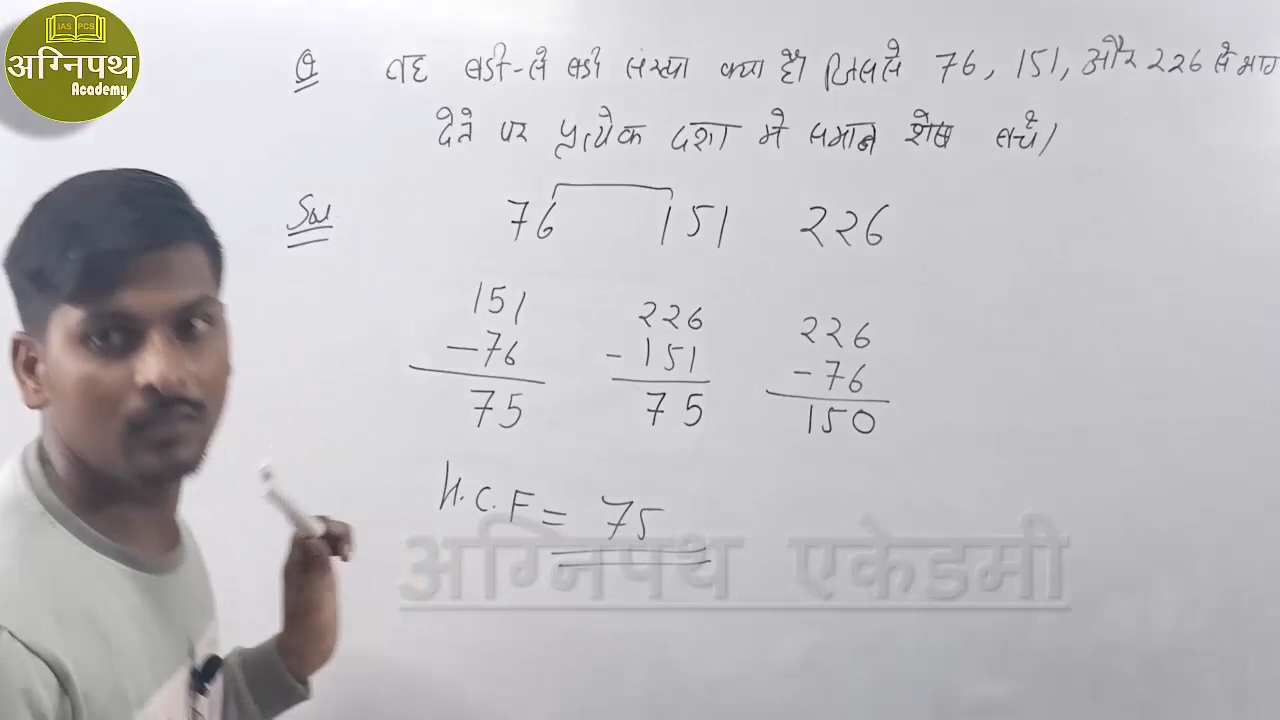 IAS PCS
अग्निपथ
Academy
Q वह बडी-से बडी संख्या क्या है। जिससे 76, 151, और 226 से भाग
देने पर प्रत्येक दशा मे समान शेष बचे।
Sol
76 151 226
151 226 226
-76 - 151 - 76
75 75 150
H.C.F = 75
अग्निपथ एकेडमी